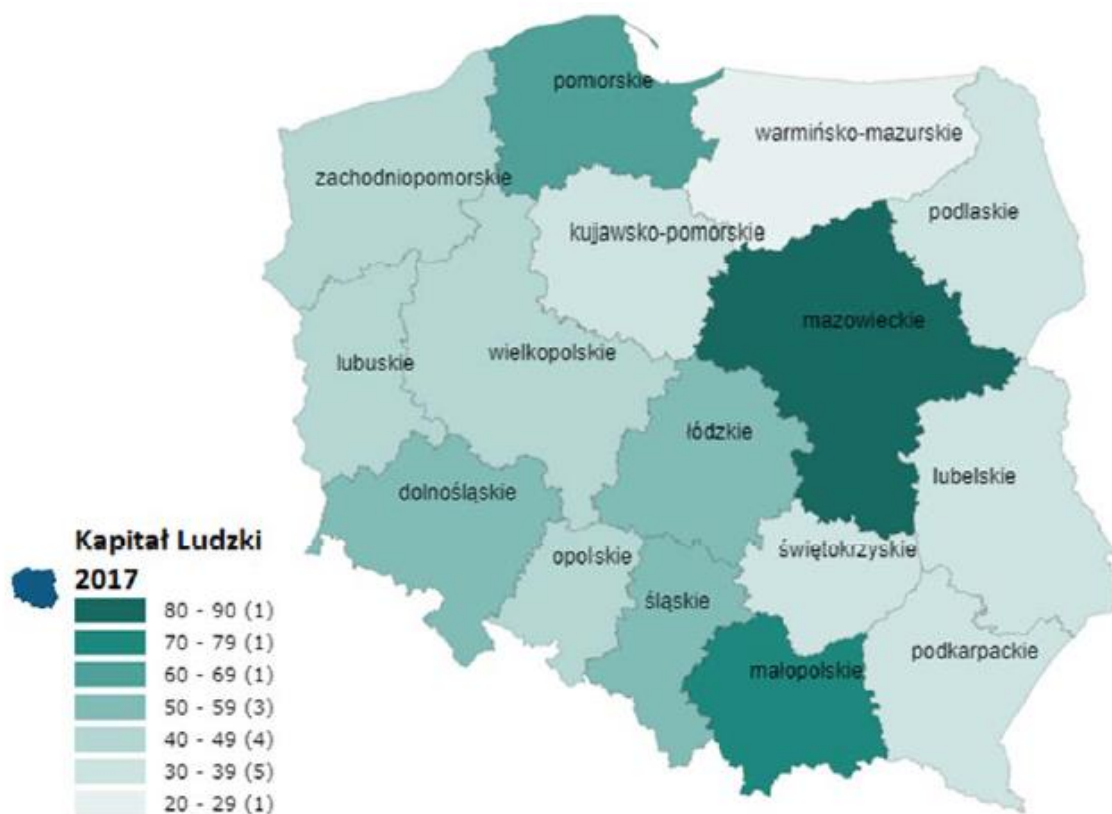 pomorskie
warmińsko-mazurskie
zachodniopomorskie
podlaskie
kujawsko-pomorskie
mazowieckie
wielkopolskie
lubuskie
łódzkie
lubelskie
dolnośląskie
opolskie
świętokrzyskie
śląskie
podkarpackie
małopolskie
Kapitał Ludzki
2017
80 - 90 (1)
70 - 79 (1)
60 - 69 (1)
50 - 59 (3)
40 - 49 (4)
30 - 39 (5)
20 - 29 (1)